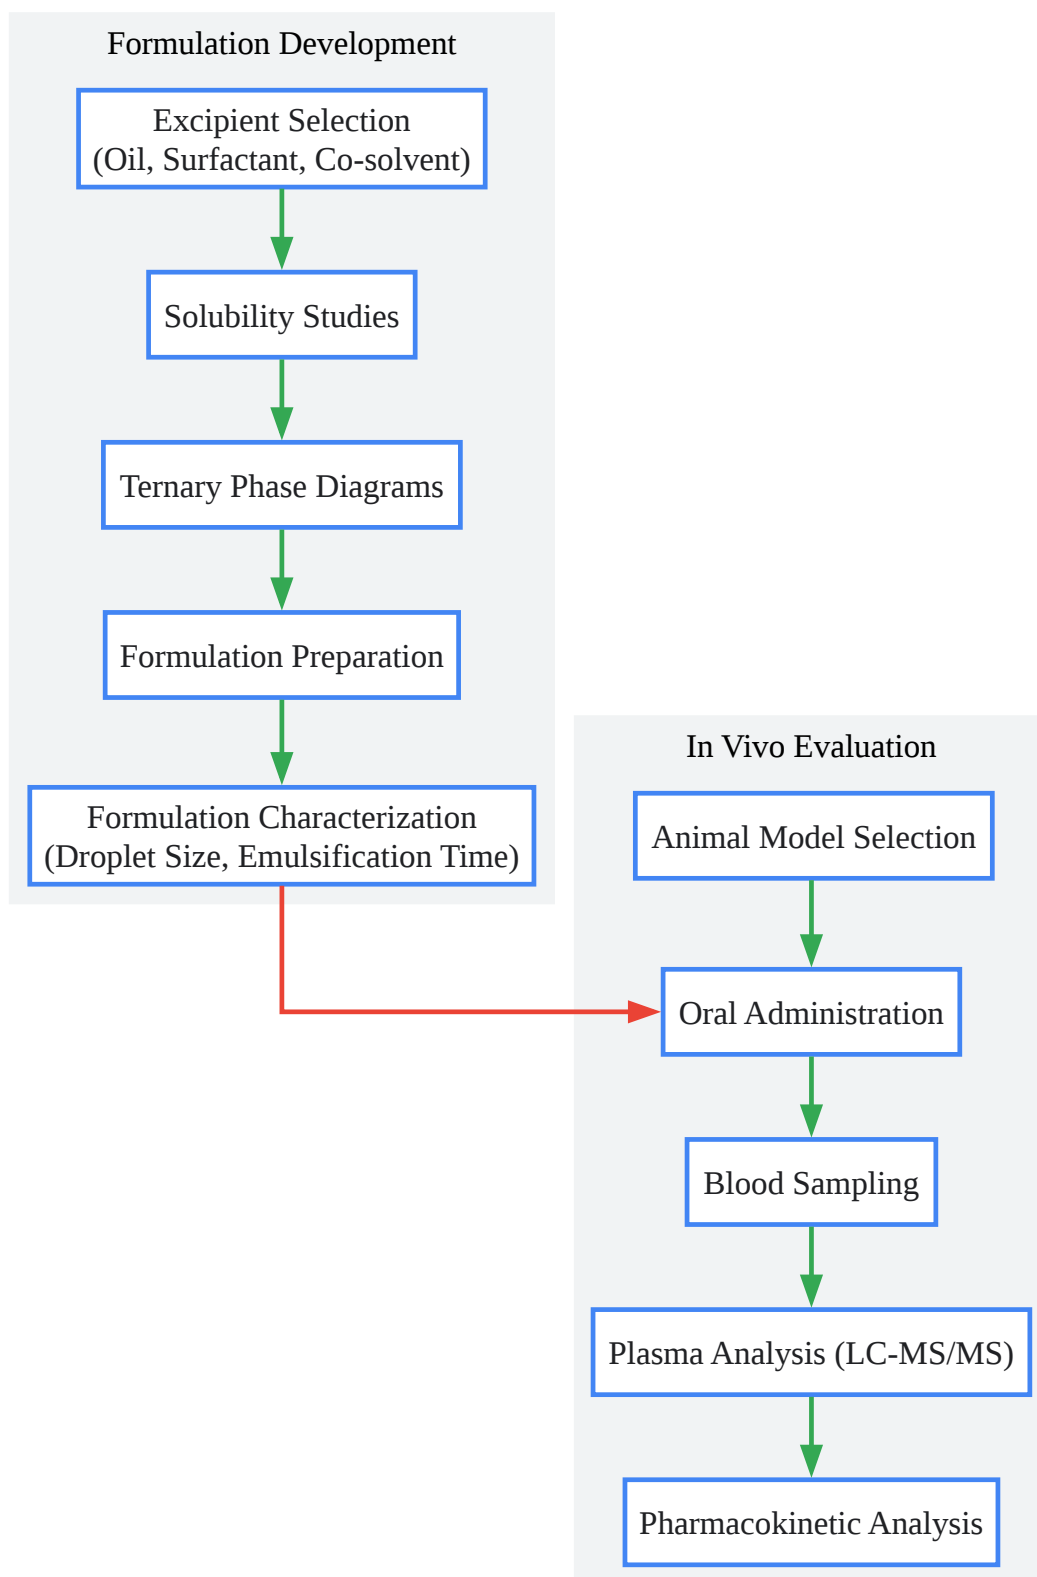 Formulation Development
Excipient Selection
(Oil, Surfactant, Co-solvent)
Solubility Studies
Ternary Phase Diagrams
Formulation Preparation
Formulation Characterization
(Droplet Size, Emulsification Time)
In Vivo Evaluation
Animal Model Selection
Oral Administration
Blood Sampling
Plasma Analysis (LC-MS/MS)
Pharmacokinetic Analysis